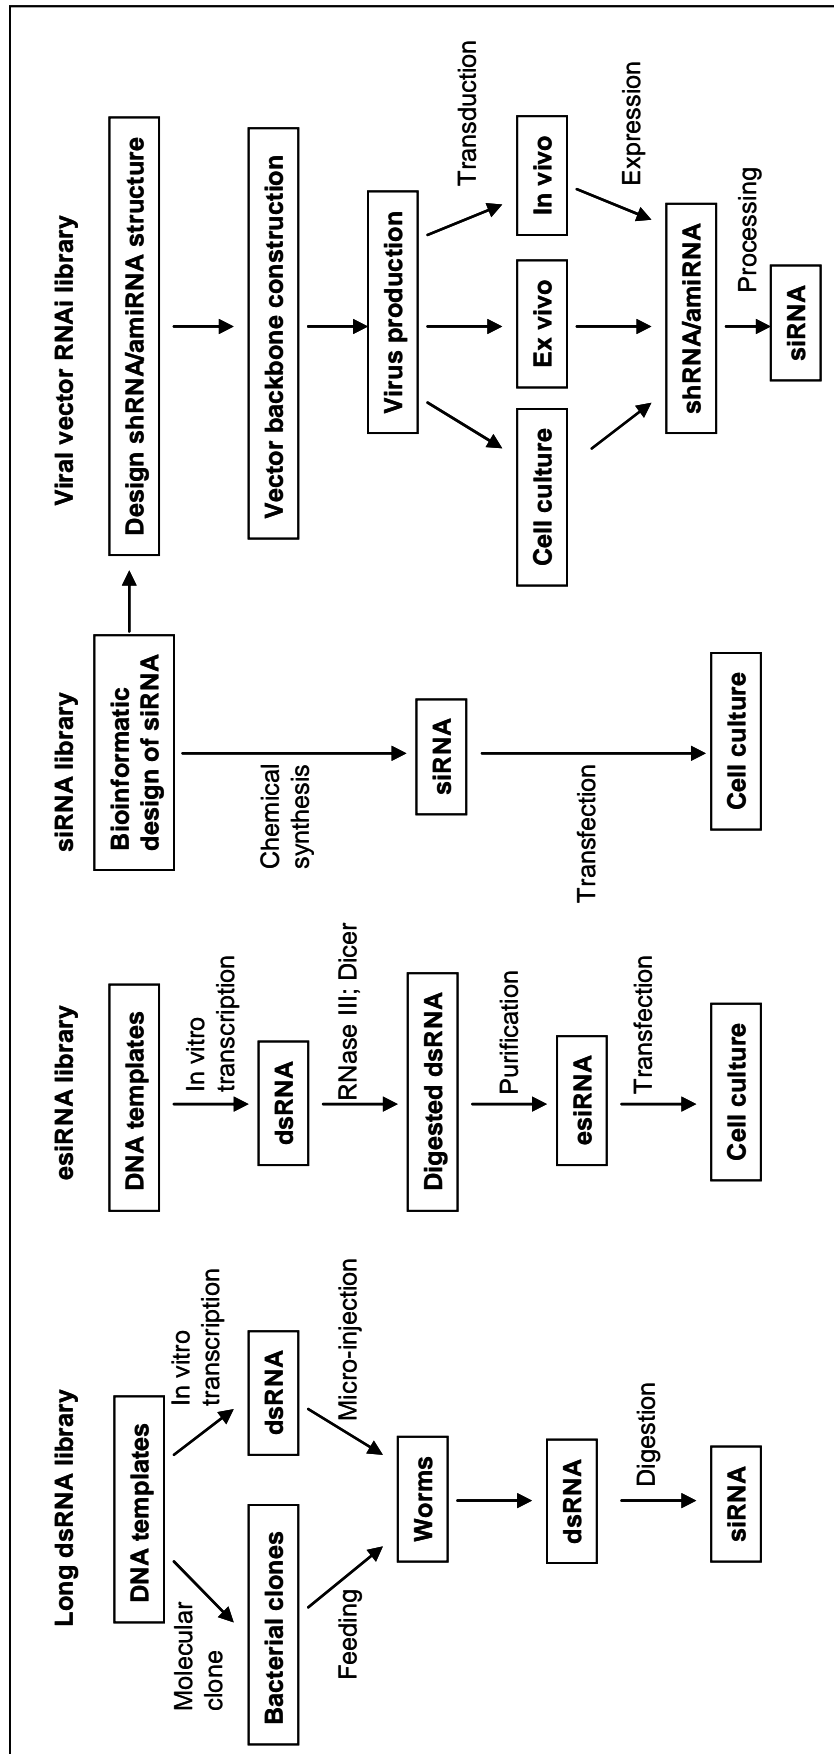 Long dsRNA library
DNA templates
Molecular
clone
In vitro
transcription
Bacterial clones
dsRNA
Feeding
Micro-injection
Worms
dsRNA
Digestion
siRNA
esiRNA library
DNA templates
In vitro
transcription
dsRNA
RNase III; Dicer
Digested dsRNA
Purification
esiRNA
Transfection
Cell culture
siRNA library
Bioinformatic
design of siRNA
Chemical
synthesis
siRNA
Transfection
Cell culture
Viral vector RNAi library
Design shRNA/amiRNA structure
Vector backbone construction
Virus production
Transduction
Cell culture
Ex vivo
In vivo
Expression
shRNA/amiRNA
Processing
siRNA